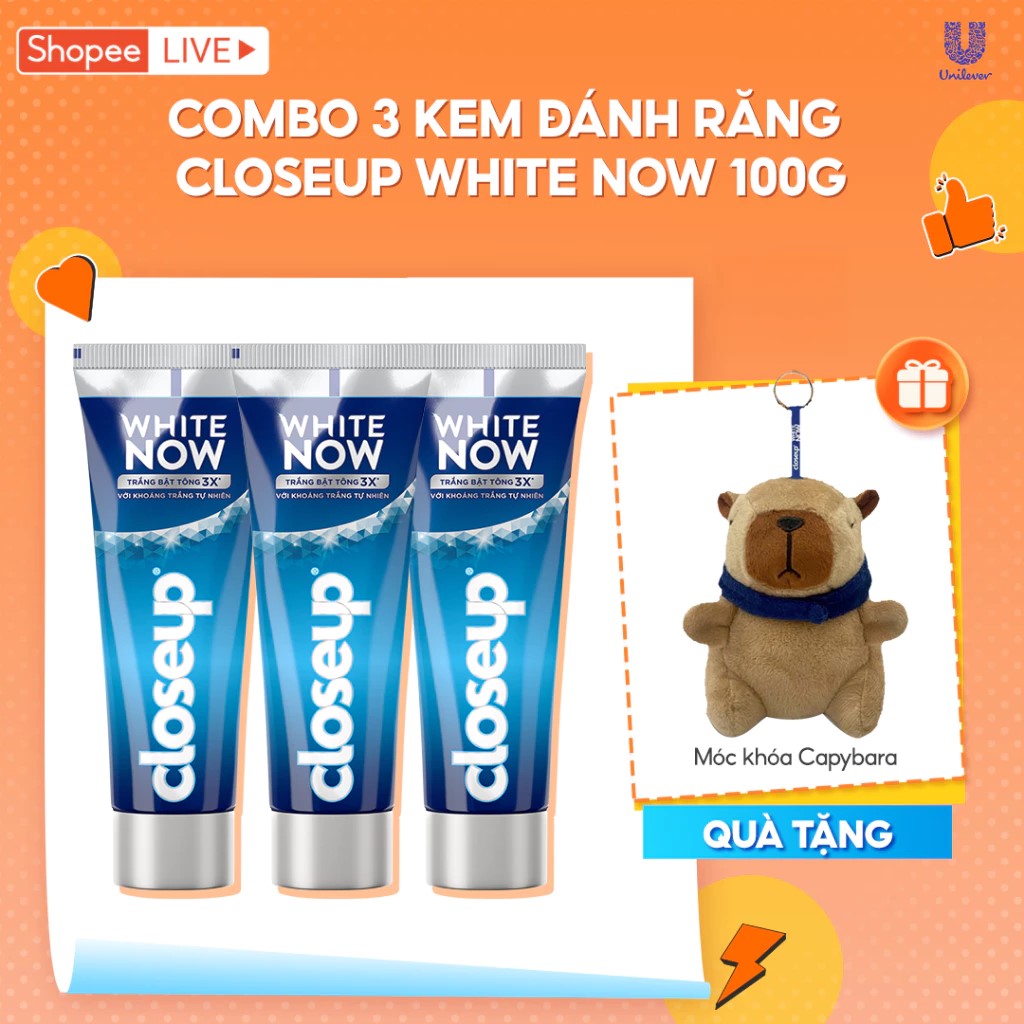 Shopee LIVE
Unilever
COMBO 3 KEM ĐÁNH RĂNG
CLOSEUP WHITE NOW 100G
WHITE
NOW
TRẮNG BẬT TÔNG 3X*
VỚI KHOÁNG TRẮNG TỰ NHIÊN
closeup®
WHITE
NOW
TRẮNG BẬT TÔNG 3X*
VỚI KHOÁNG TRẮNG TỰ NHIÊN
closeup®
WHITE
NOW
TRẮNG BẬT TÔNG 3X*
VỚI KHOÁNG TRẮNG TỰ NHIÊN
closeup®
closeup
Móc khóa Capybara
QUÀ TẶNG